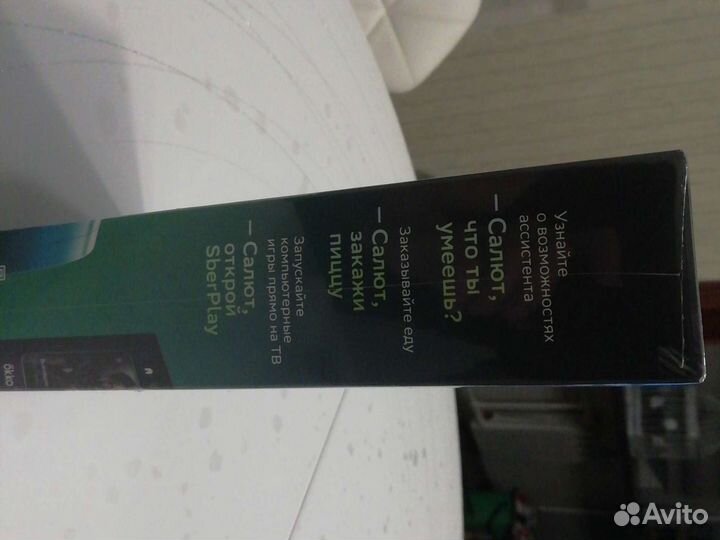 Узнайте
о возможностях
ассистента
— Салют,
что ты
умеешь?
Заказывайте еду
— Салют,
закажи
пиццу
Запускайте
компьютерные
игры прямо на ТВ
— Салют,
открой
SberPlay
okko
Avito